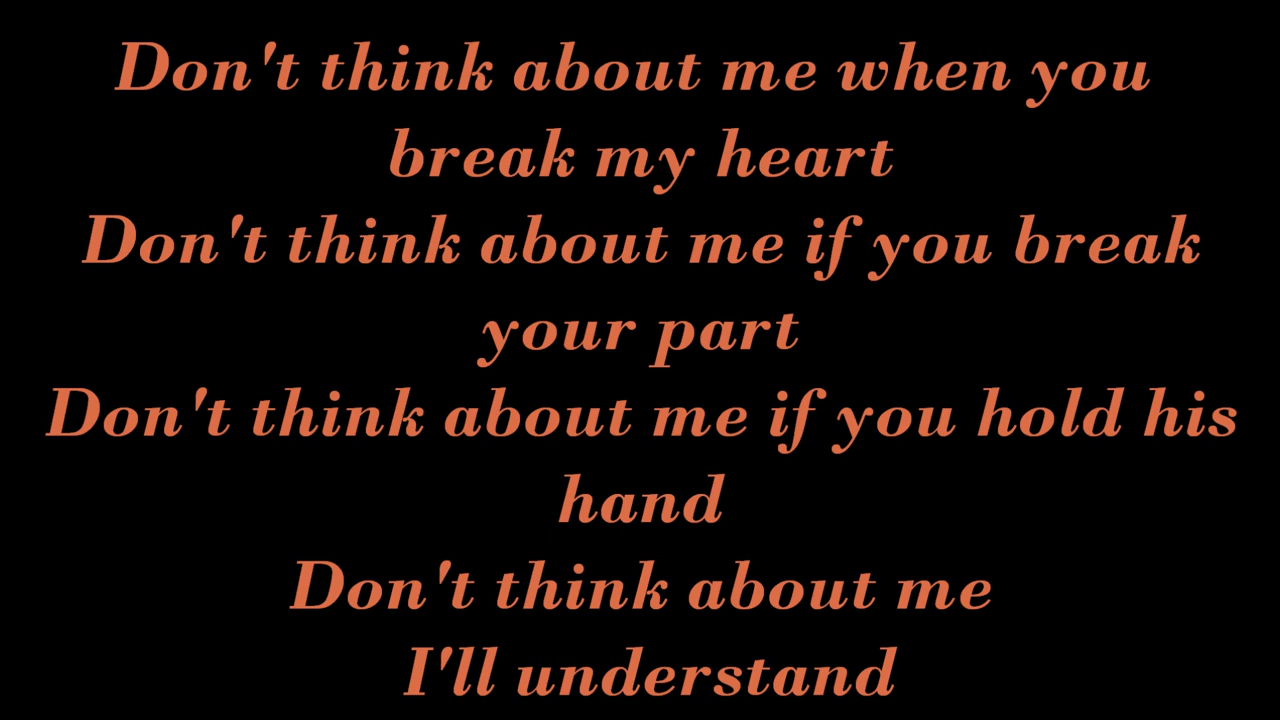 Don't think about me when you
break my heart
Don't think about me if you break
your part
Don't think about me if you hold his
hand
Don't think about me
I'll understand